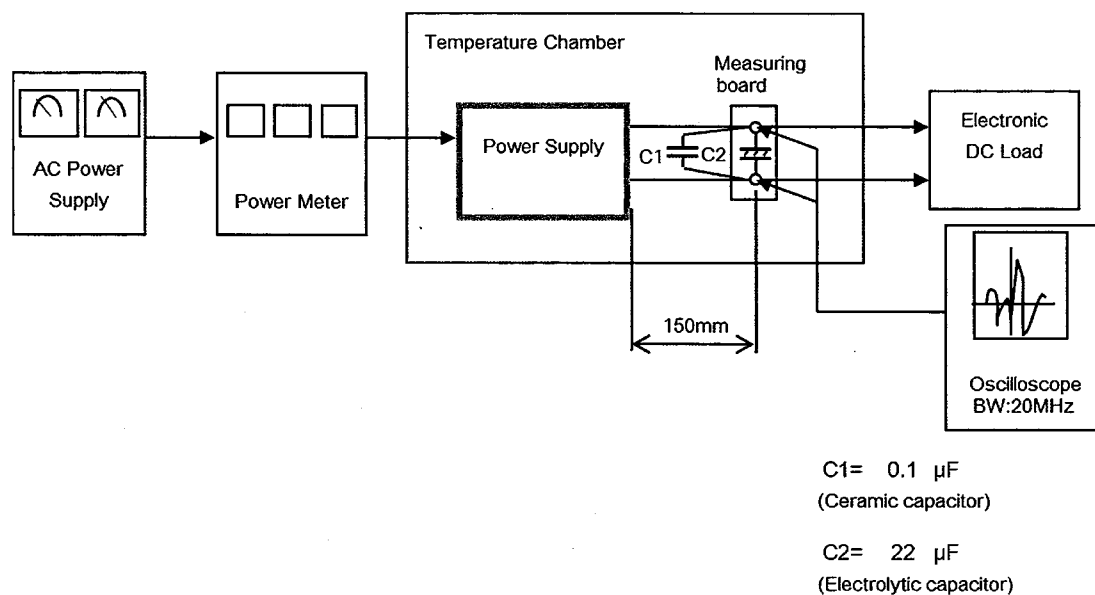 Temperature Chamber
Measuring
board
AC Power
Supply
Power Meter
Power Supply
C1
C2
Electronic
DC Load
150mm
Oscilloscope
BW:20MHz
C1= 0.1 µF
(Ceramic capacitor)
C2= 22 µF
(Electrolytic capacitor)